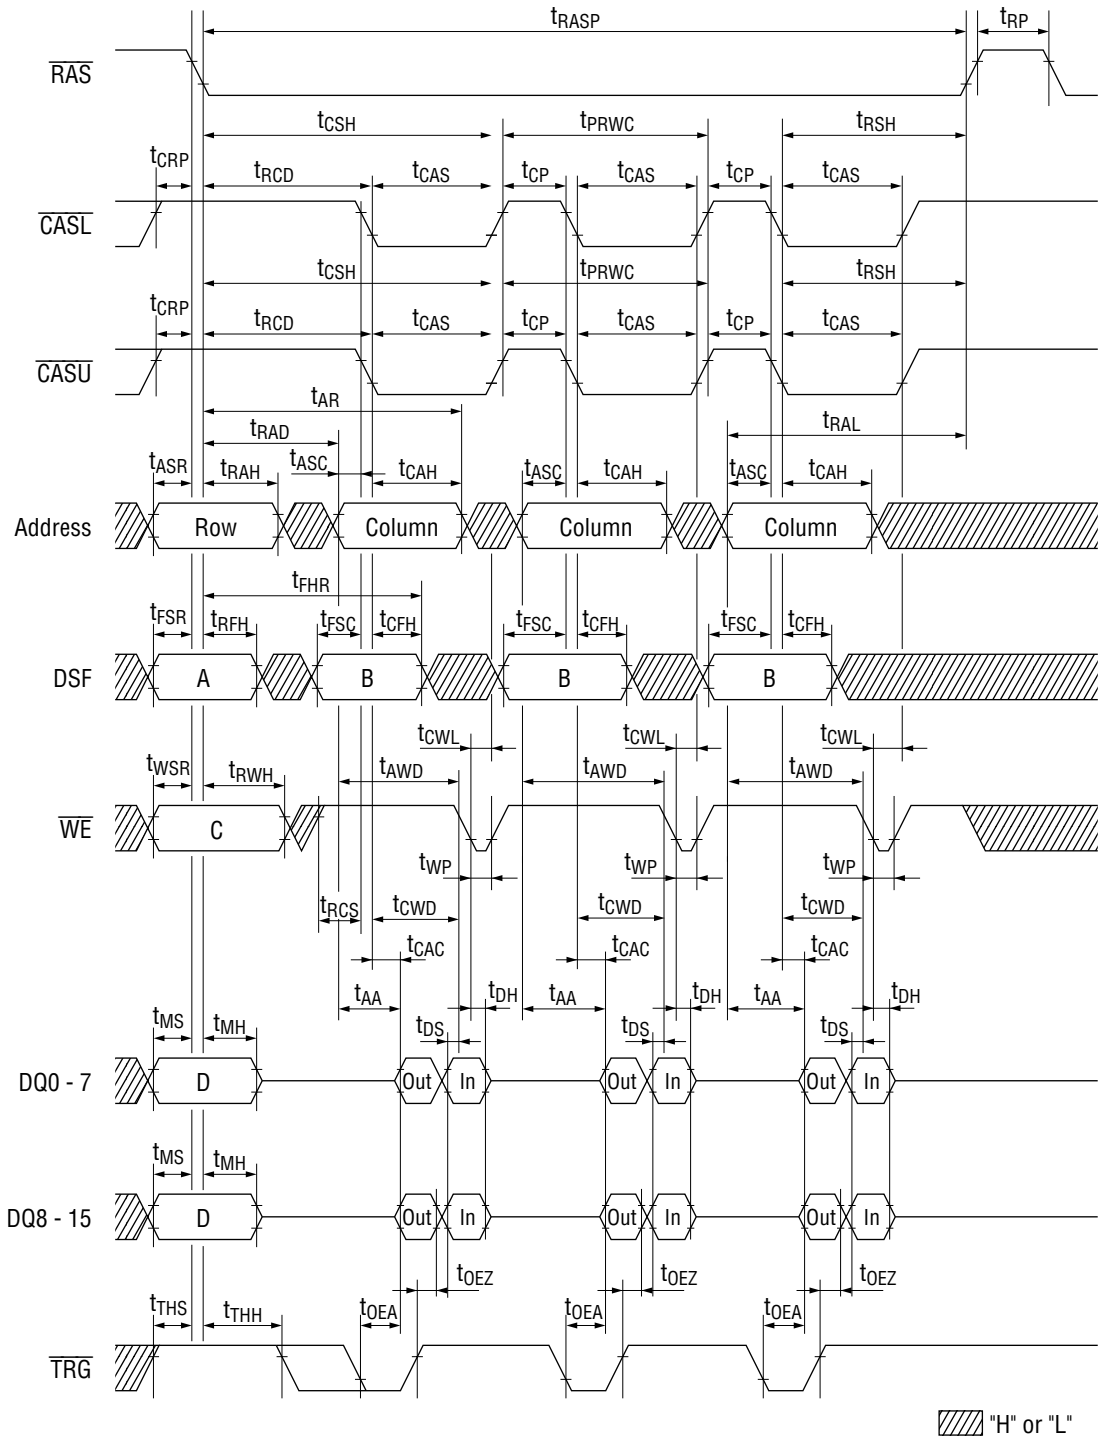 tRASP tRP
RAS
tCSH tPRWC tRSH
tCRP tRCD tCAS tCP tCAS tCP tCAS
CASL
tCSH tPRWC tRSH
tCRP tRCD tCAS tCP tCAS tCP tCAS
CASU
tAR
tRAD tRAL
tASR tRAH tASC tCAH tASC tCAH tASC tCAH
Address Row Column Column Column
tFHR
tFSR tRFH tFSC tCFH tFSC tCFH tFSC tCFH
DSF A B B B
tCWL tCWL tCWL
tWSR tRWH tAWD tAWD tAWD
WE C
tWP tWP tWP
tRCS tCWD tCWD tCWD
tCAC tCAC tCAC
tAA tDH tAA tDH tAA tDH
tMS tMH tDS tDS tDS
DQ0 - 7 D Out In Out In Out In
tMS tMH
DQ8 - 15 D Out In Out In Out In
tOEZ tOEZ tOEZ
tTHS tTHH tOEA tOEA tOEA
TRG
"H" or "L"